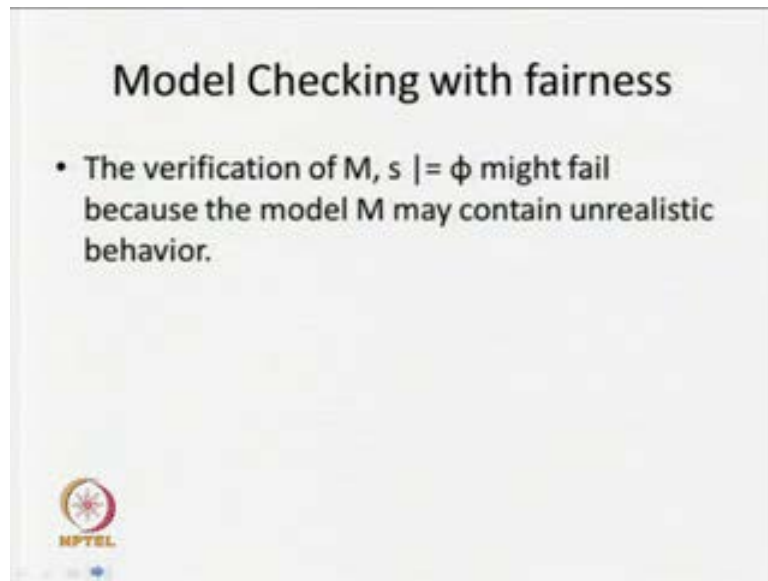 Model Checking with fairness
• The verification of M, s |= ϕ might fail
because the model M may contain unrealistic
behavior.
NPTEL